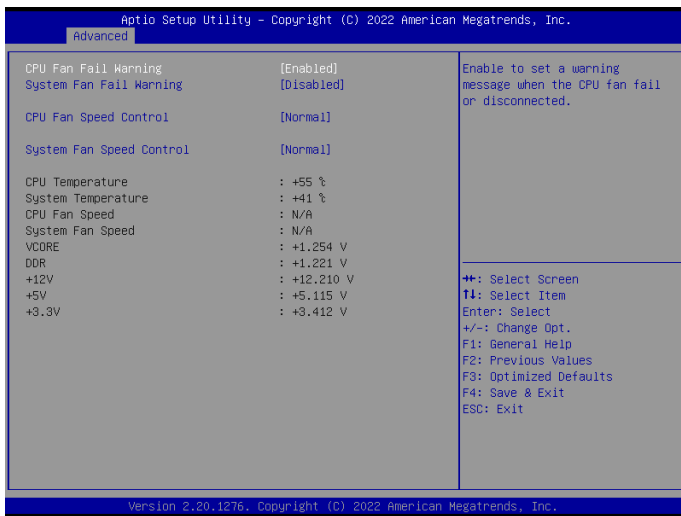 Aptio Setup Utility – Copyright (C) 2022 American Megatrends, Inc.
Advanced
CPU Fan Fail Warning [Enabled]
System Fan Fail Warning [Disabled]
CPU Fan Speed Control [Normal]
System Fan Speed Control [Normal]
CPU Temperature : +55 ℃
System Temperature : +41 ℃
CPU Fan Speed : N/A
System Fan Speed : N/A
VCORE : +1.254 V
DDR : +1.221 V
+12V : +12.210 V
+5V : +5.115 V
+3.3V : +3.412 V
Enable to set a warning
message when the CPU fan fail
or disconnected.
→←: Select Screen
↑↓: Select Item
Enter: Select
+/-: Change Opt.
F1: General Help
F2: Previous Values
F3: Optimized Defaults
F4: Save & Exit
ESC: Exit
Version 2.20.1276. Copyright (C) 2022 American Megatrends, Inc.